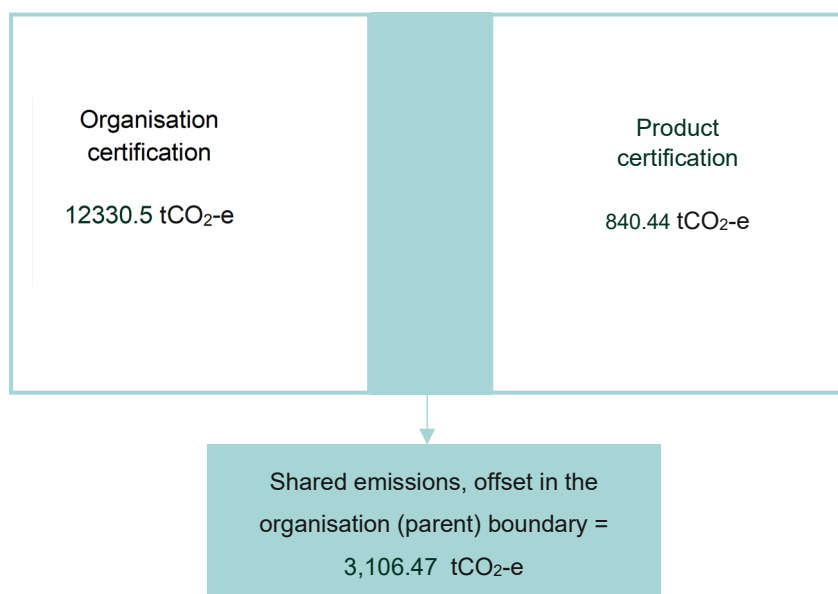 Organisation
certification
12330.5 tCO₂-e
Product
certification
840.44 tCO₂-e
Shared emissions, offset in the
organisation (parent) boundary =
3,106.47 tCO₂-e